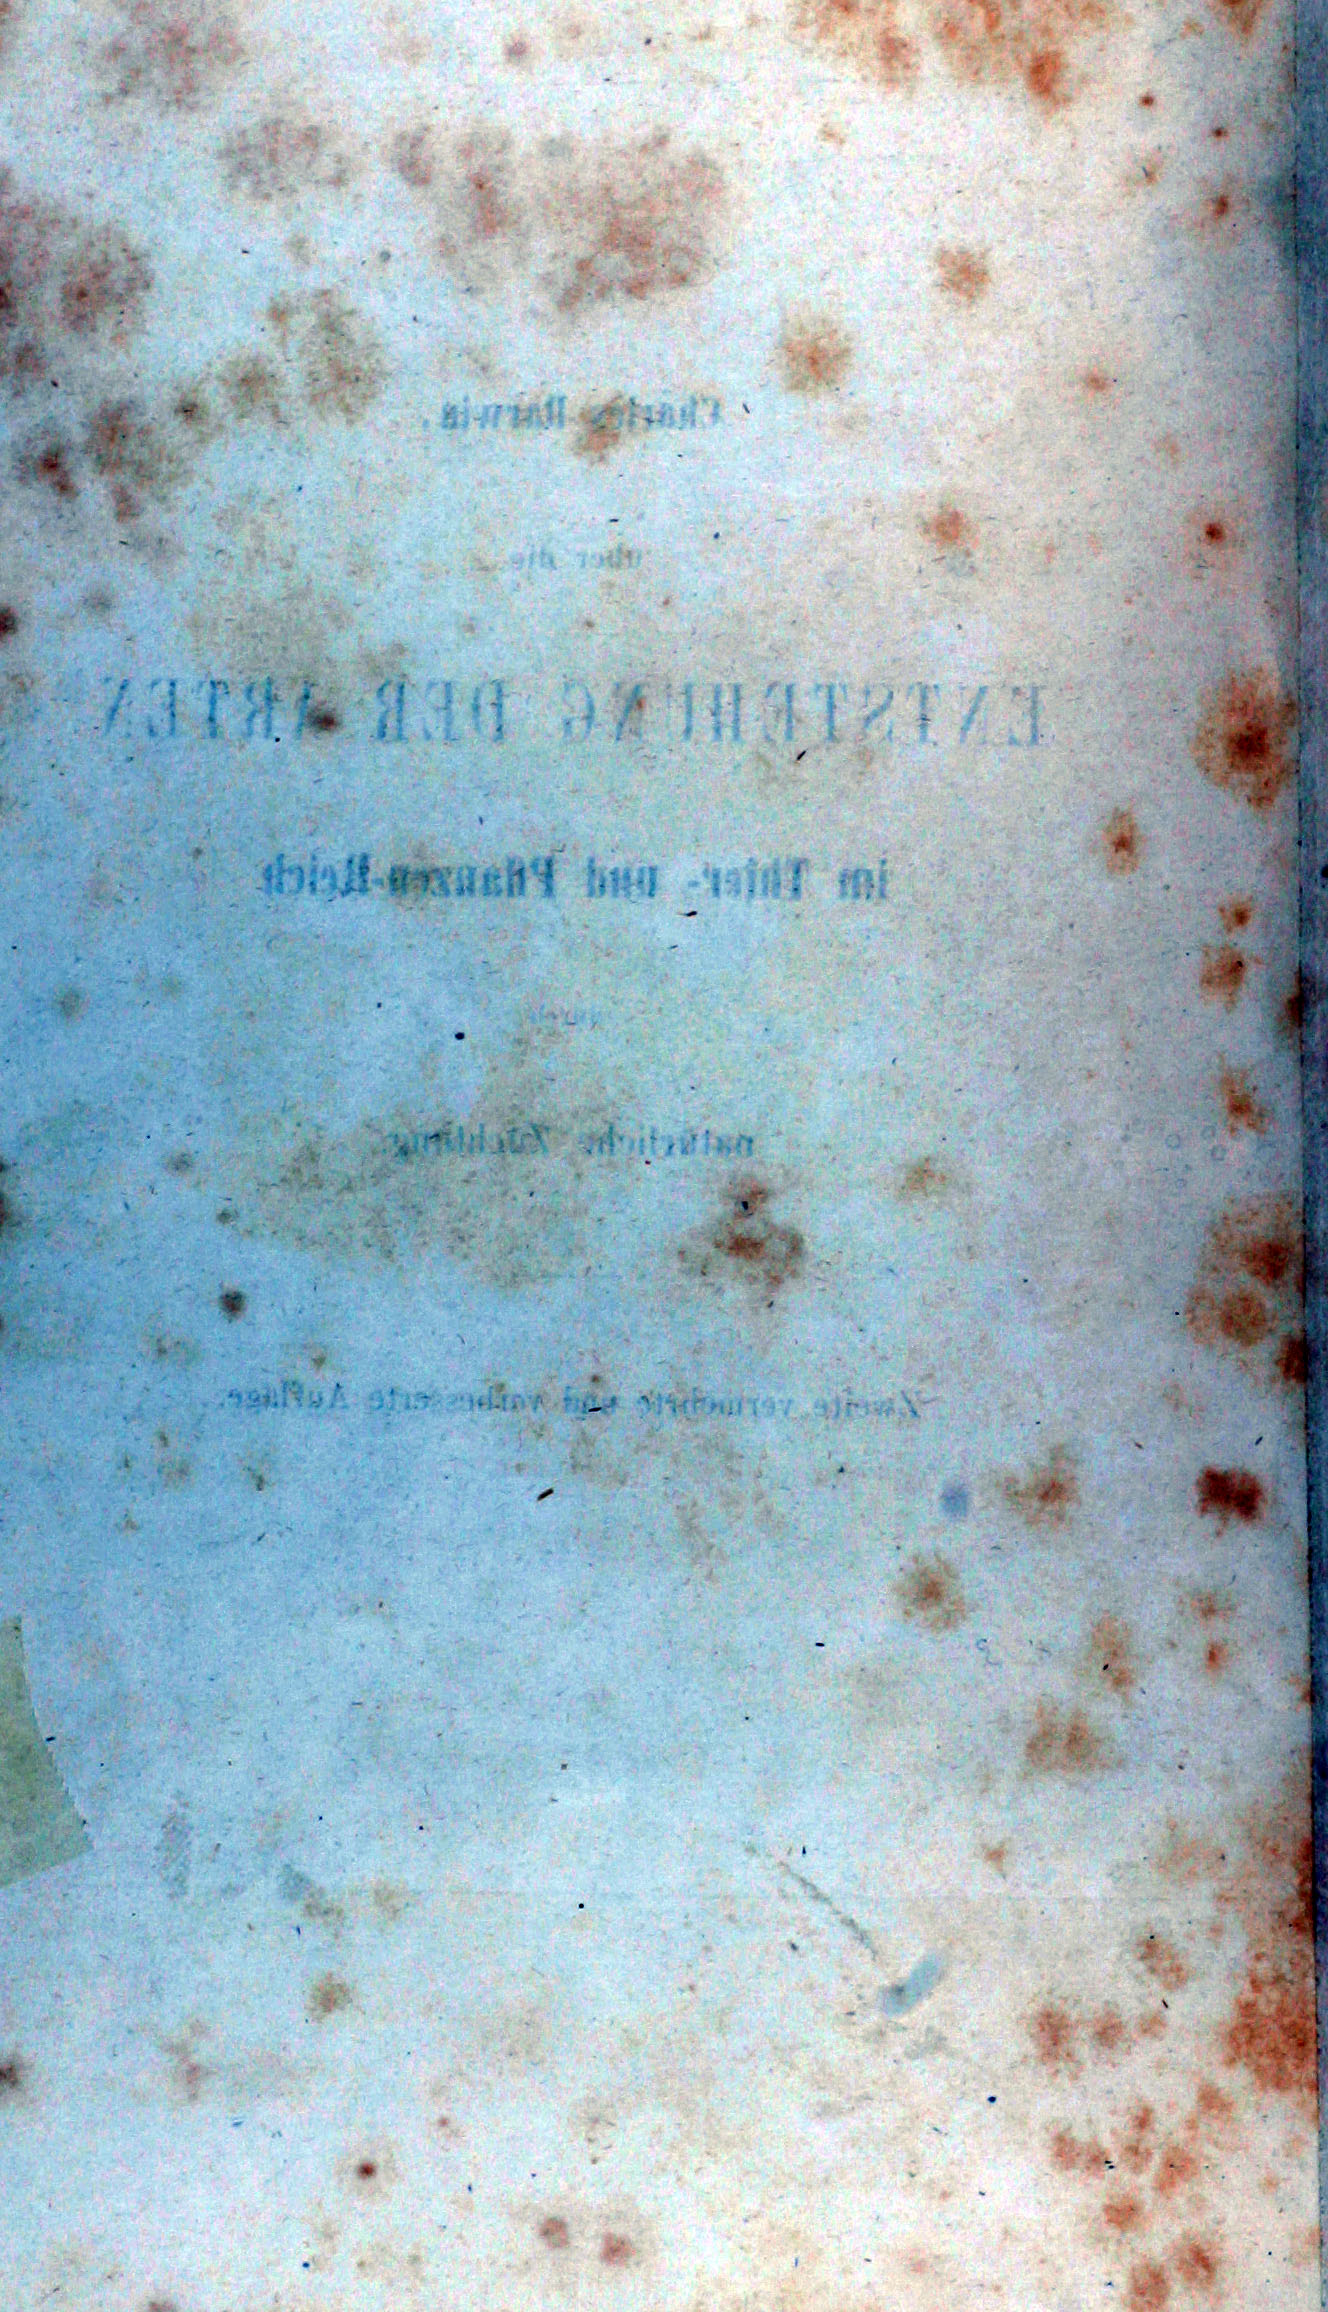 Charles Darwin,
über die
ENTSTEHUNG DER ARTEN
im Thier- und Pflanzen-Reich
durch
natürliche Züchtung.
Zweite vermehrte und verbesserte Auflage.